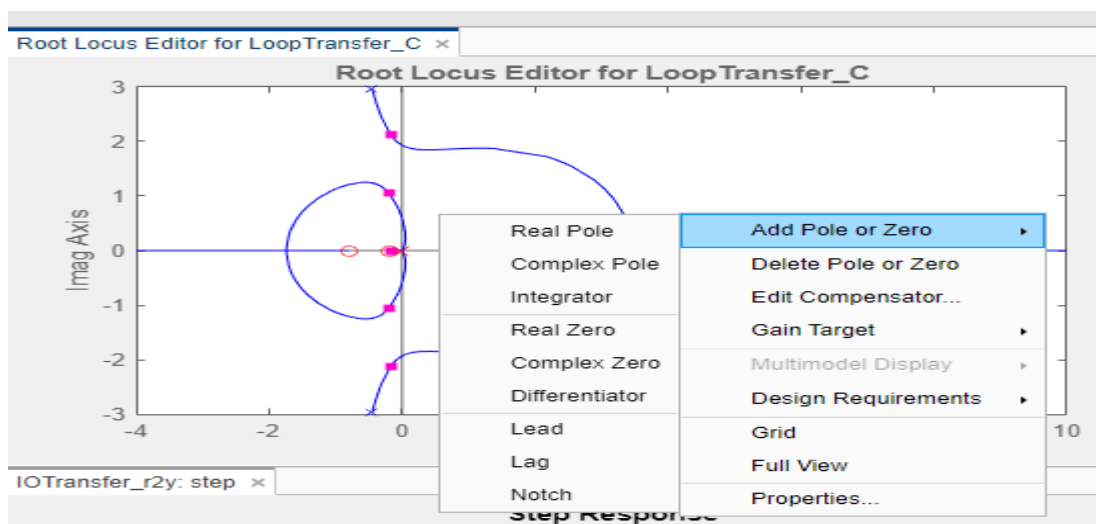 Root Locus Editor for LoopTransfer_C ×
Root Locus Editor for LoopTransfer_C
3
2
1
0
-1
-2
-3
Imag Axis
-4
-2
0
10
Real Pole
Complex Pole
Integrator
Real Zero
Complex Zero
Differentiator
Lead
Lag
Notch
Add Pole or Zero
Delete Pole or Zero
Edit Compensator...
Gain Target
Multimodel Display
Design Requirements
Grid
Full View
Properties...
IOTransfer_r2y: step ×
Step Response